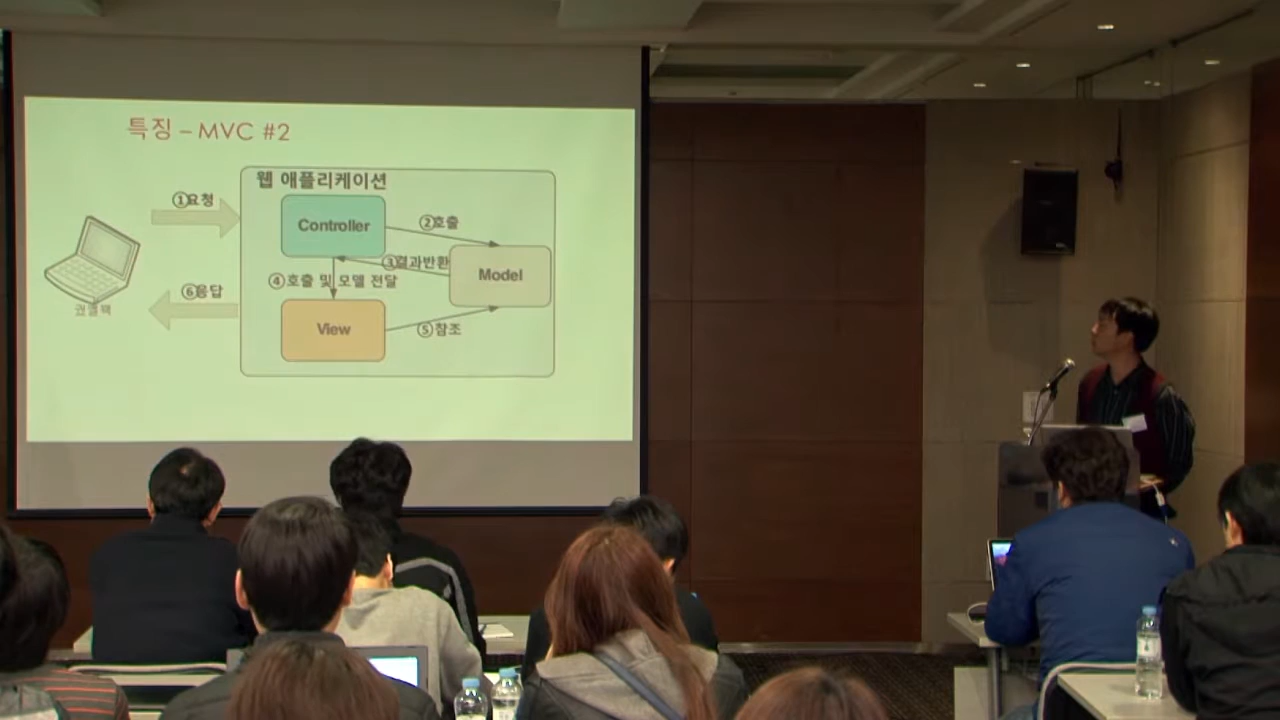 특징 – MVC #2
웹 애플리케이션
①요청
Controller
②호출
③결과반환
Model
④호출 및 모델 전달
⑥응답
View
⑤참조